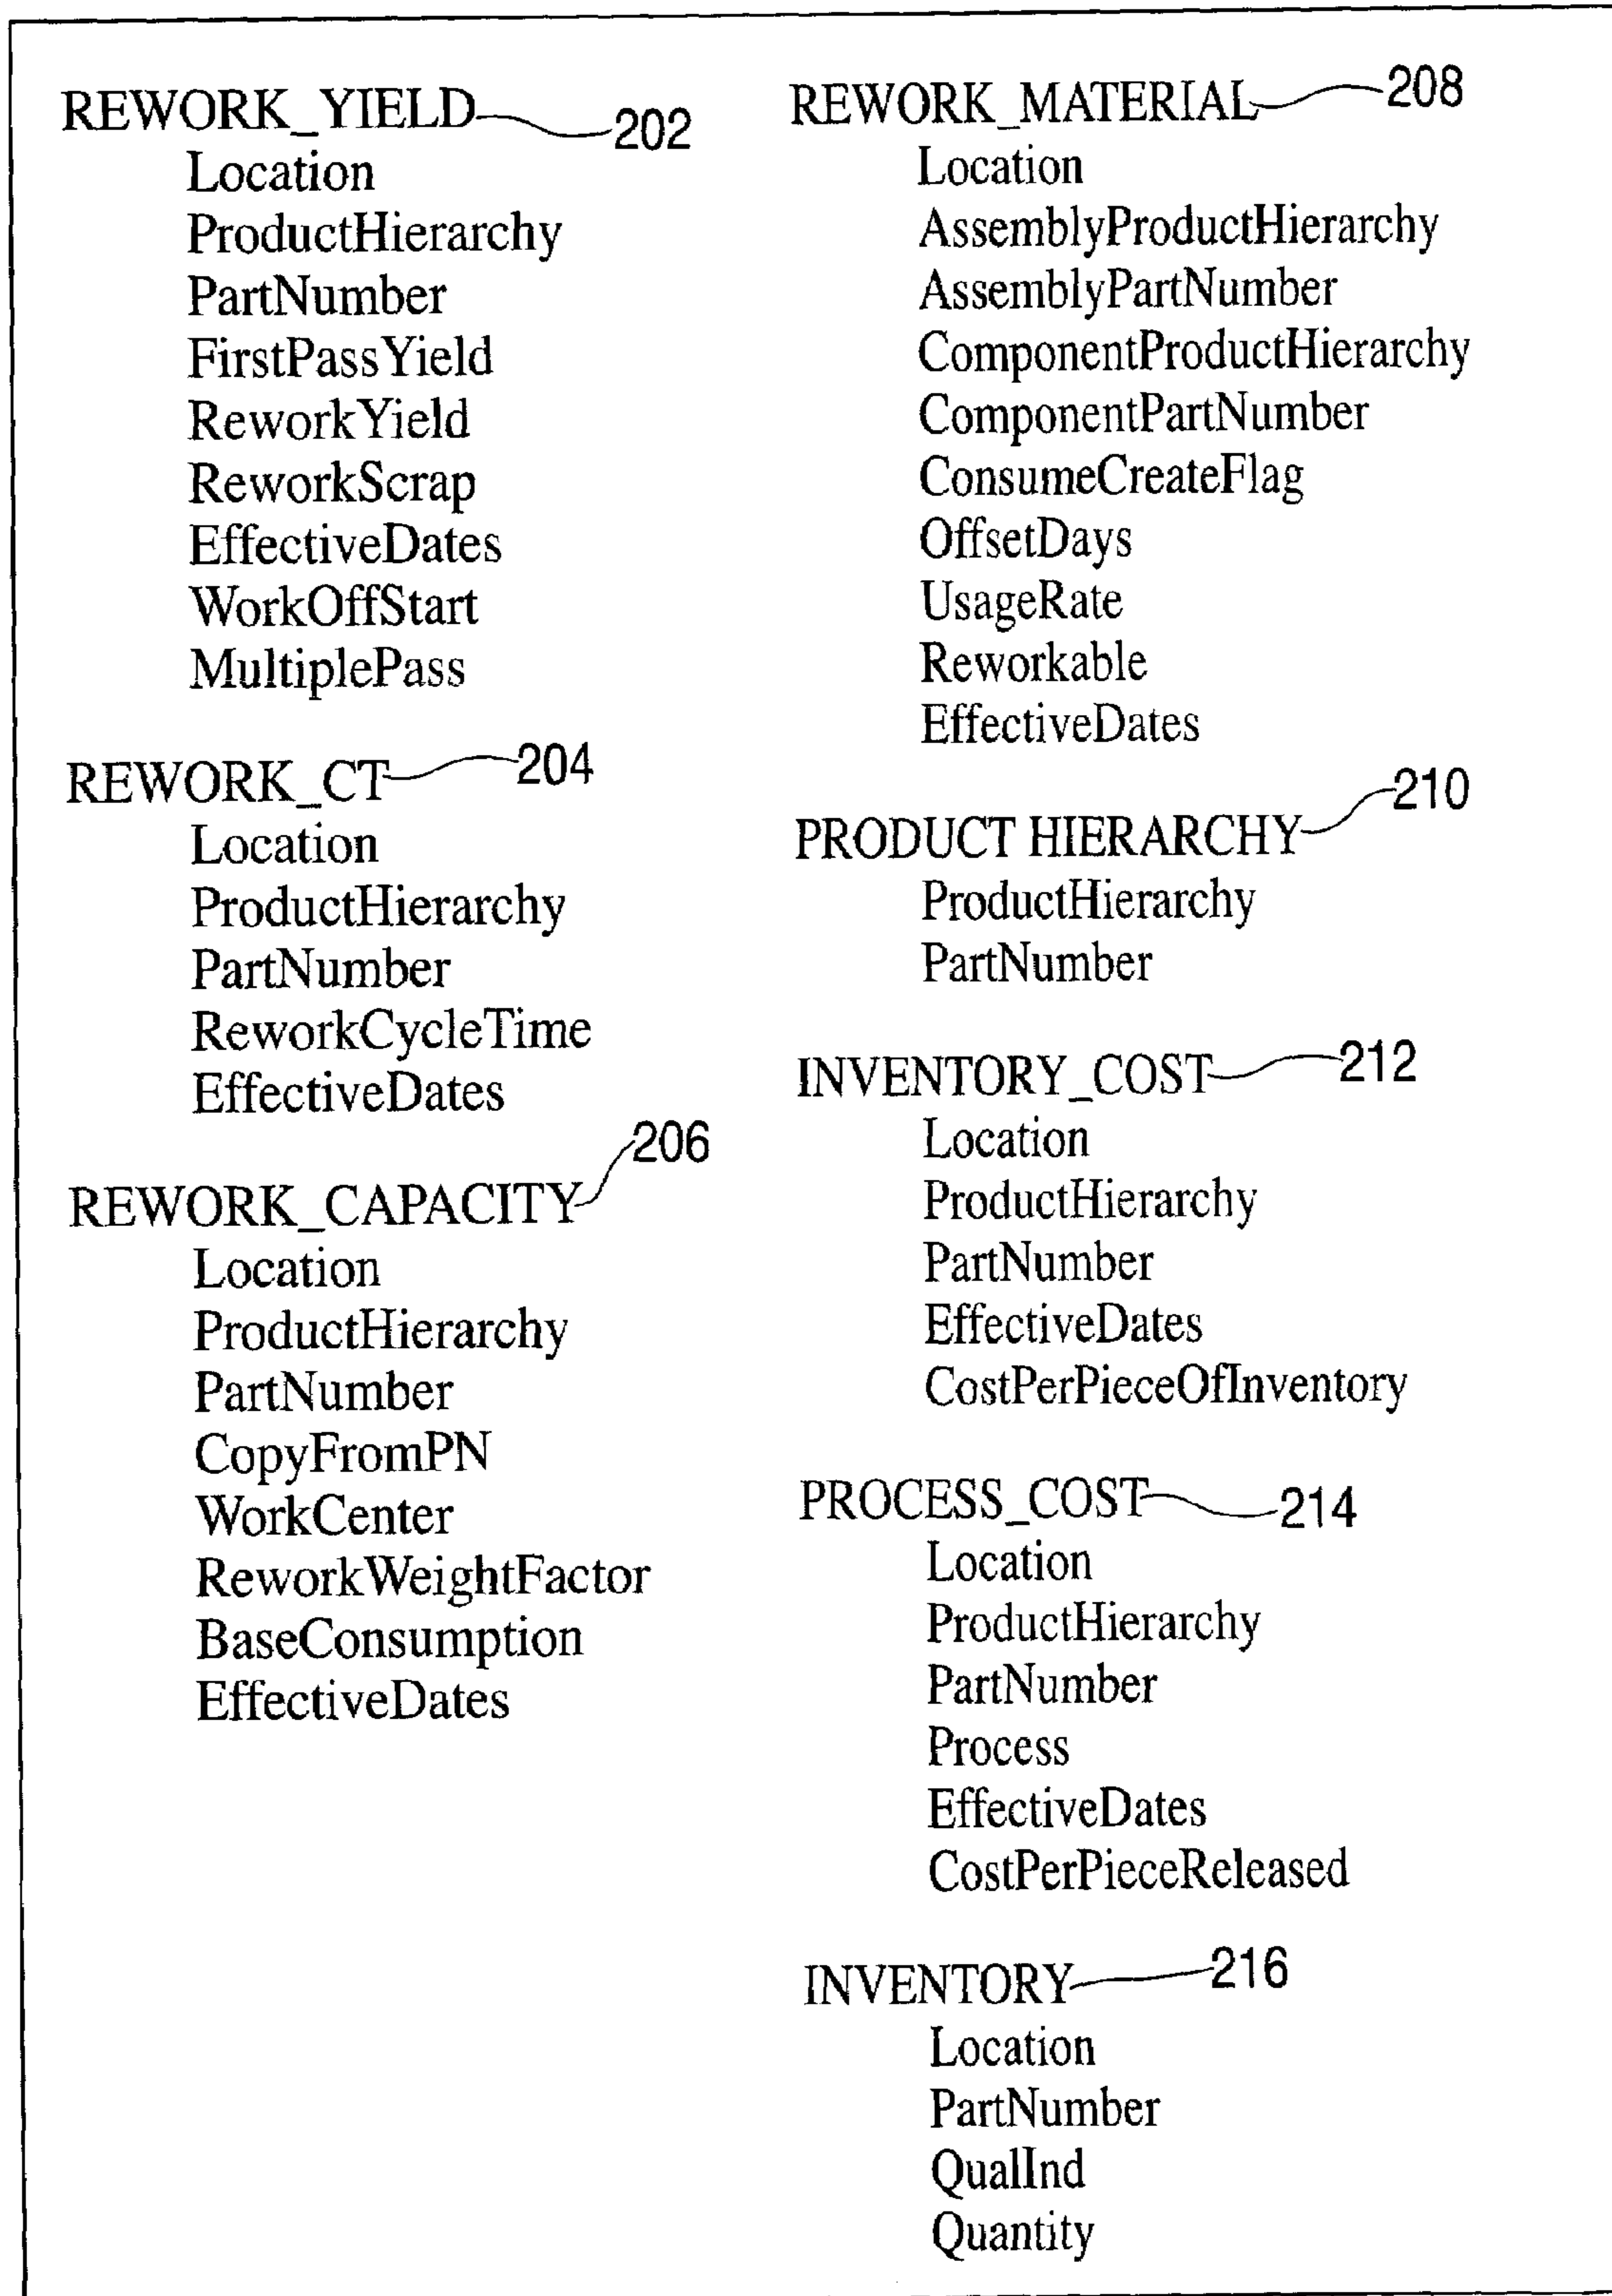 REWORK_YIELD 202
Location
ProductHierarchy
PartNumber
FirstPassYield
ReworkYield
ReworkScrap
EffectiveDates
WorkOffStart
MultiplePass
REWORK_CT 204
Location
ProductHierarchy
PartNumber
ReworkCycleTime
EffectiveDates
REWORK_CAPACITY 206
Location
ProductHierarchy
PartNumber
CopyFromPN
WorkCenter
ReworkWeightFactor
BaseConsumption
EffectiveDates
REWORK_MATERIAL 208
Location
AssemblyProductHierarchy
AssemblyPartNumber
ComponentProductHierarchy
ComponentPartNumber
ConsumeCreateFlag
OffsetDays
UsageRate
Reworkable
EffectiveDates
PRODUCT HIERARCHY 210
ProductHierarchy
PartNumber
INVENTORY_COST 212
Location
ProductHierarchy
PartNumber
EffectiveDates
CostPerPieceOfInventory
PROCESS_COST 214
Location
ProductHierarchy
PartNumber
Process
EffectiveDates
CostPerPieceReleased
INVENTORY 216
Location
PartNumber
QualInd
Quantity